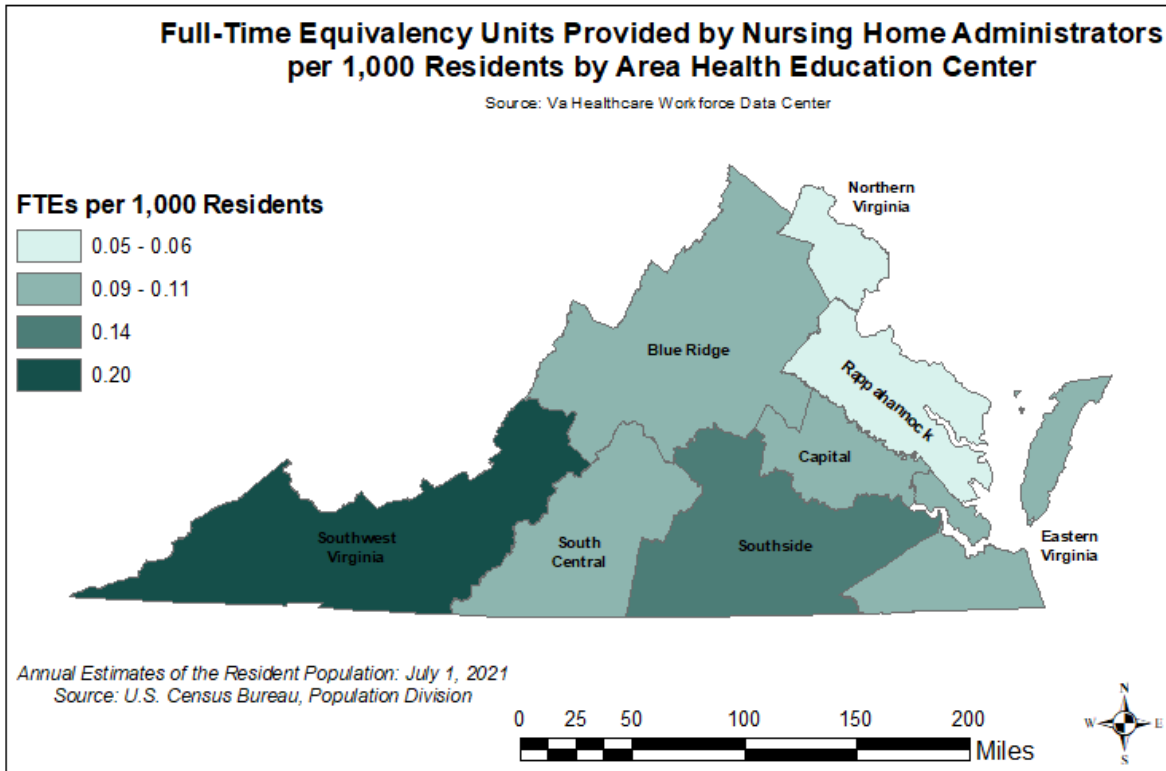 Full-Time Equivalency Units Provided by Nursing Home Administrators
per 1,000 Residents by Area Health Education Center
Source: Va Healthcare Workforce Data Center
FTEs per 1,000 Residents
0.05 - 0.06
0.09 - 0.11
0.14
0.20
Northern
Virginia
Blue Ridge
Rappahannock
Capital
Southwest
Virginia
South
Central
Southside
Eastern
Virginia
Annual Estimates of the Resident Population: July 1, 2021
Source: U.S. Census Bureau, Population Division
0 25 50 100 150 200
Miles
N
W E
S